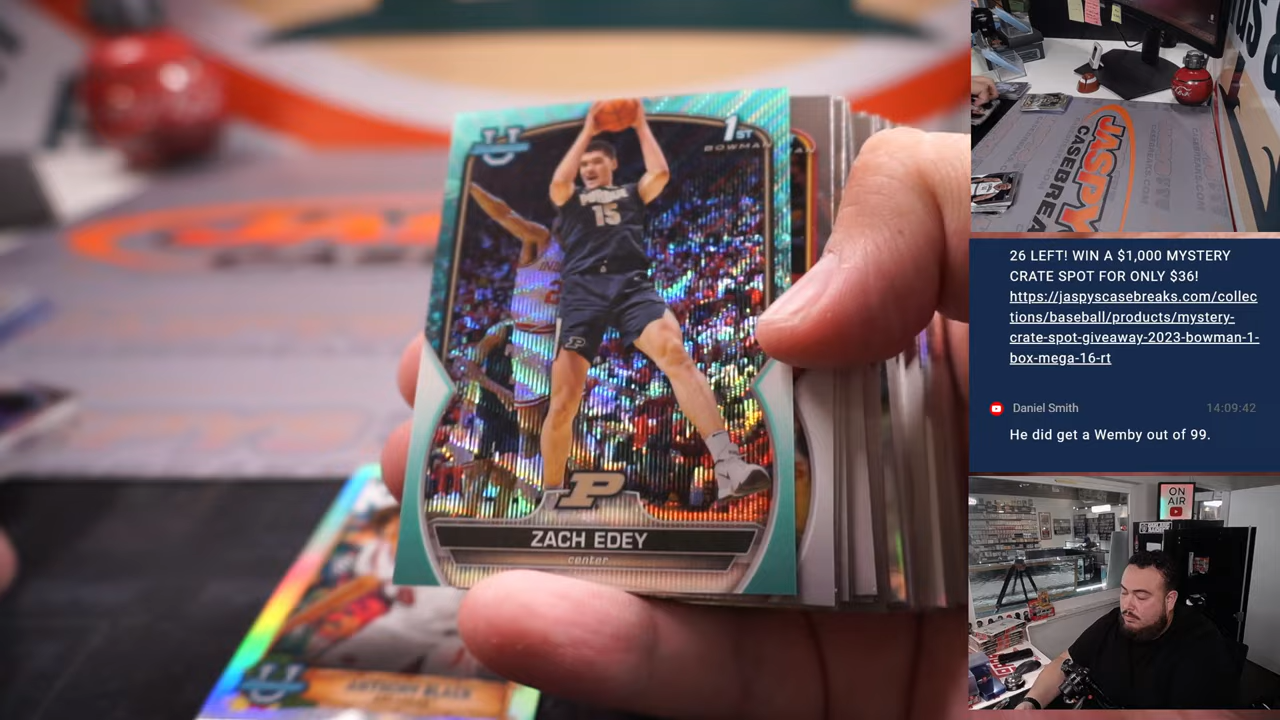 U
1ST
BOWMAN
PURDUE
15
P
P
ZACH EDEY
center
U
ANTHONY BLACK
JASPY'S
CASEBREAKS
26 LEFT! WIN A $1,000 MYSTERY
CRATE SPOT FOR ONLY $36!
https://jaspyscasebreaks.com/collec
tions/baseball/products/mystery-
crate-spot-giveaway-2023-bowman-1-
box-mega-16-rt
Daniel Smith
14:09:42
He did get a Wemby out of 99.
ON
AIR